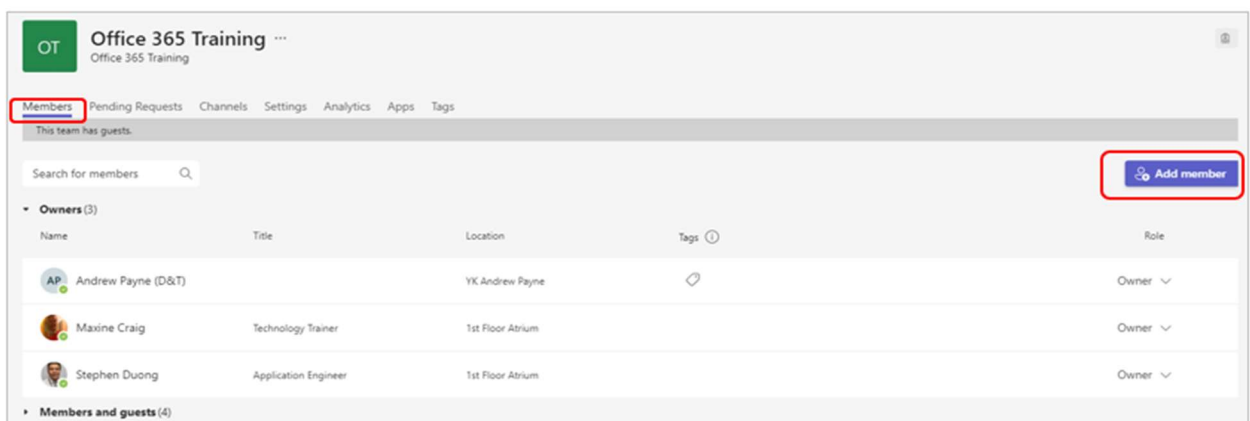 OT
Office 365 Training ...
Office 365 Training
Members Pending Requests Channels Settings Analytics Apps Tags
This team has guests.
Search for members
Add member
Owners (3)
Name Title Location Tags Role
AP Andrew Payne (D&T) YK Andrew Payne Owner
Maxine Craig Technology Trainer 1st Floor Atrium Owner
Stephen Duong Application Engineer 1st Floor Atrium Owner
Members and guests (4)